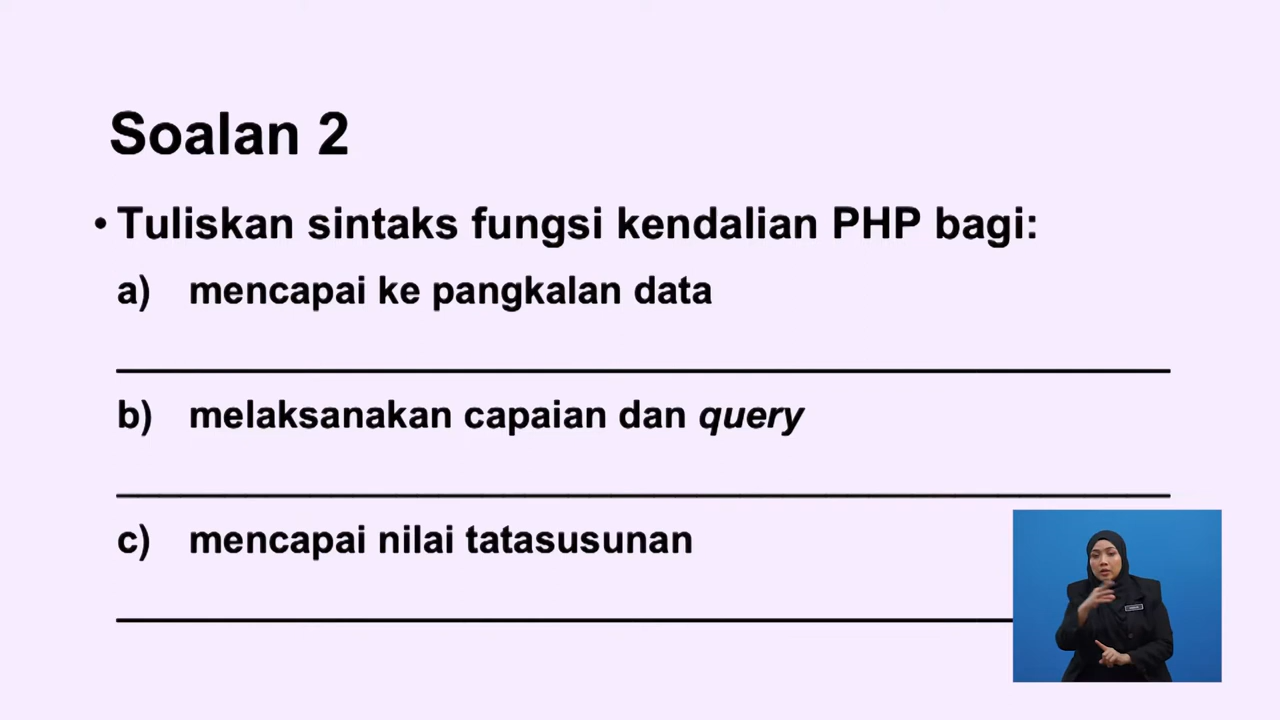 Soalan 2
• Tuliskan sintaks fungsi kendalian PHP bagi:
a) mencapai ke pangkalan data
b) melaksanakan capaian dan query
c) mencapai nilai tatasusunan